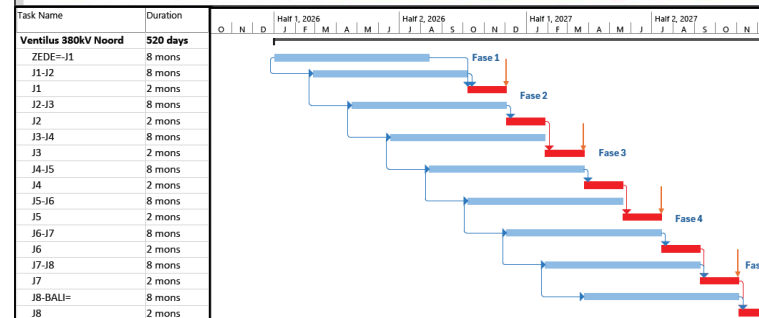 Task Name Duration
Half 1, 2026 Half 2, 2026 Half 1, 2027 Half 2, 2027
O N D J F M A M J J A S O N D J F M A M J J A S O N
Ventilus 380kV Noord 520 days
ZEDE=-J1 8 mons Fase 1
J1-J2 8 mons
J1 2 mons Fase 2
J2-J3 8 mons
J2 2 mons
J3-J4 8 mons
J3 2 mons Fase 3
J4-J5 8 mons
J4 2 mons
J5-J6 8 mons
J5 2 mons Fase 4
J6-J7 8 mons
J6 2 mons
J7-J8 8 mons Fas
J7 2 mons
J8-BALI= 8 mons
J8 2 mons